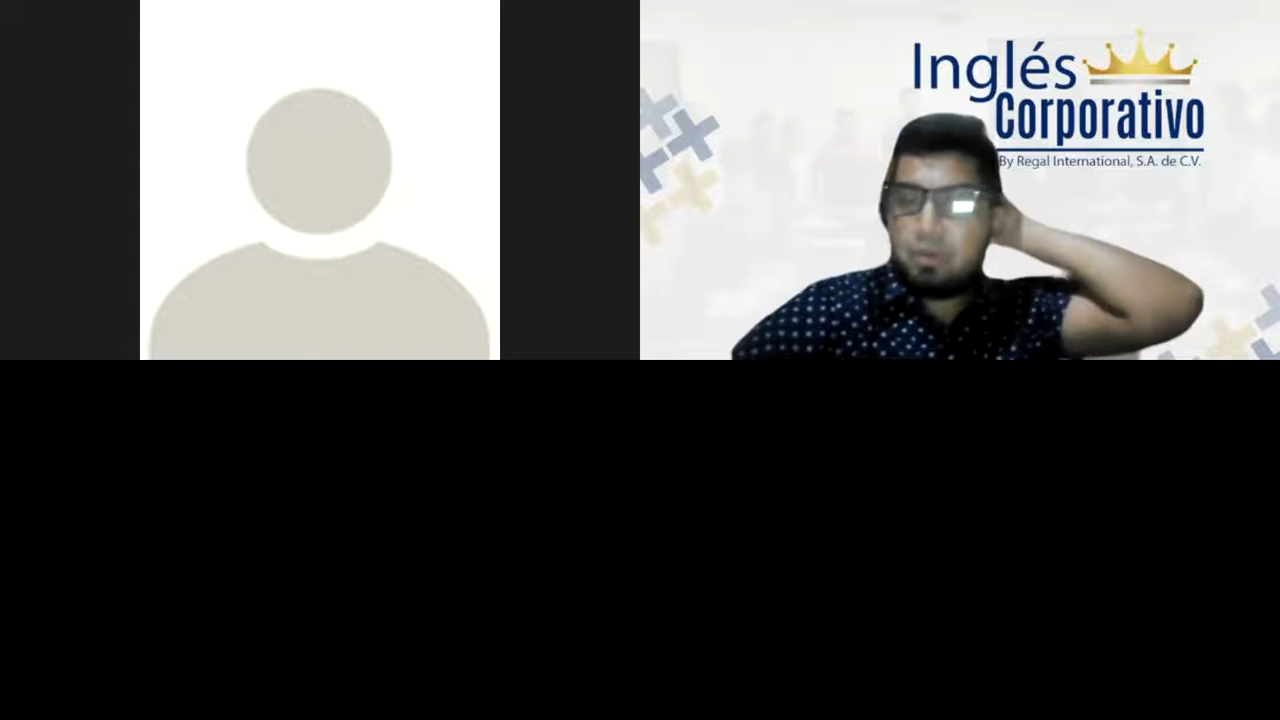 Inglés
Corporativo
By Regal International, S.A. de C.V.